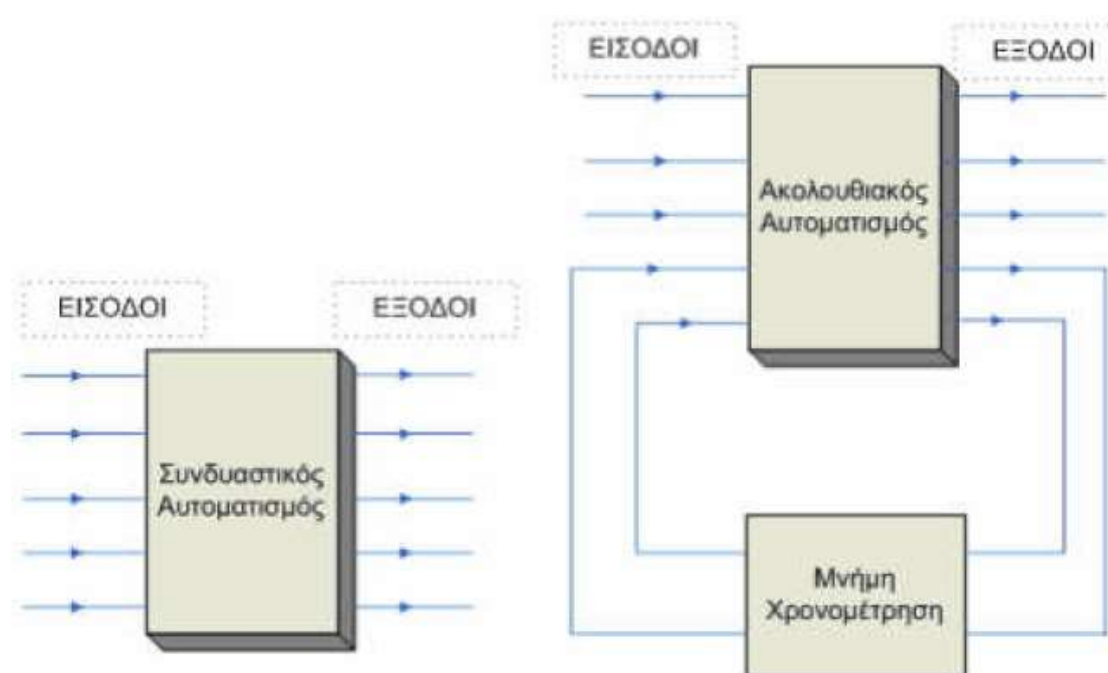 ΕΙΣΟΔΟΙ
ΕΞΟΔΟΙ
Συνδυαστικός
Αυτοματισμός
ΕΙΣΟΔΟΙ
ΕΞΟΔΟΙ
Ακολουθιακός
Αυτοματισμός
Μνήμη
Χρονομέτρηση